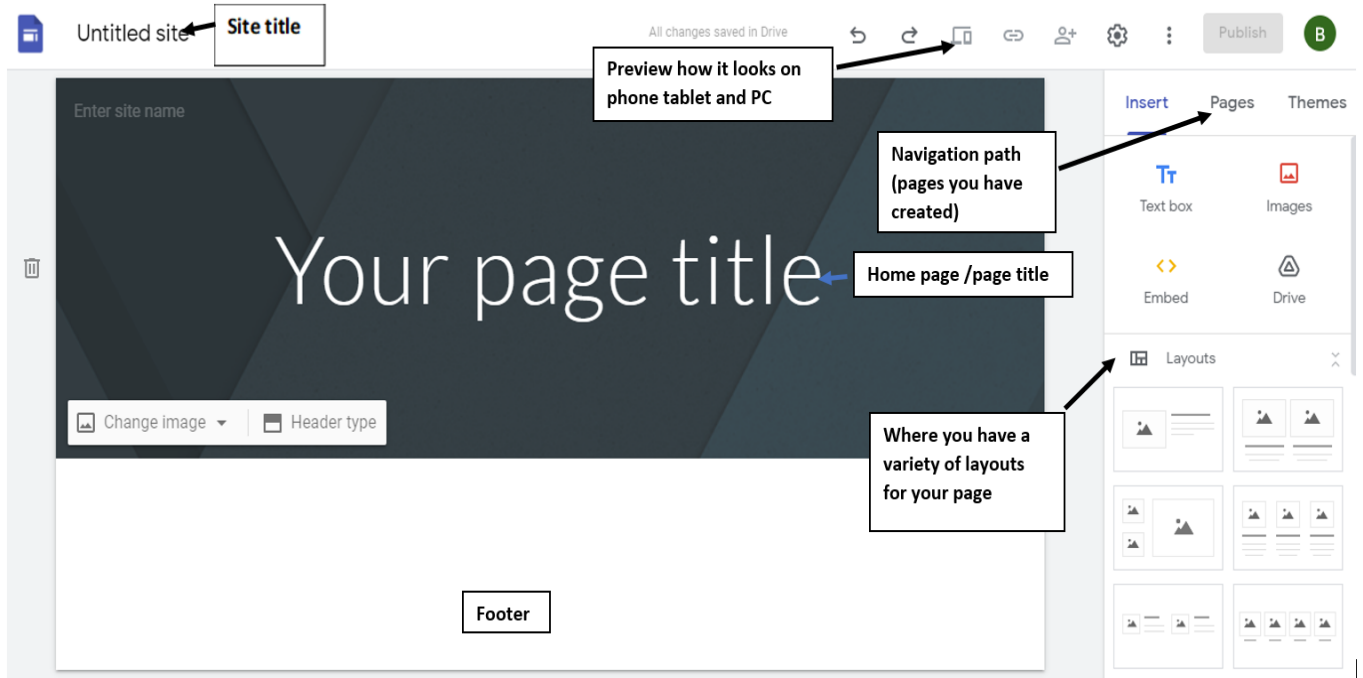 Untitled site
Site title
All changes saved in Drive
Publish
B
Preview how it looks on
phone tablet and PC
Enter site name
Insert
Pages
Themes
Navigation path
(pages you have
created)
Text box
Images
Your page title
Home page /page title
Embed
Drive
Layouts
Change image
Header type
Where you have a
variety of layouts
for your page
Footer